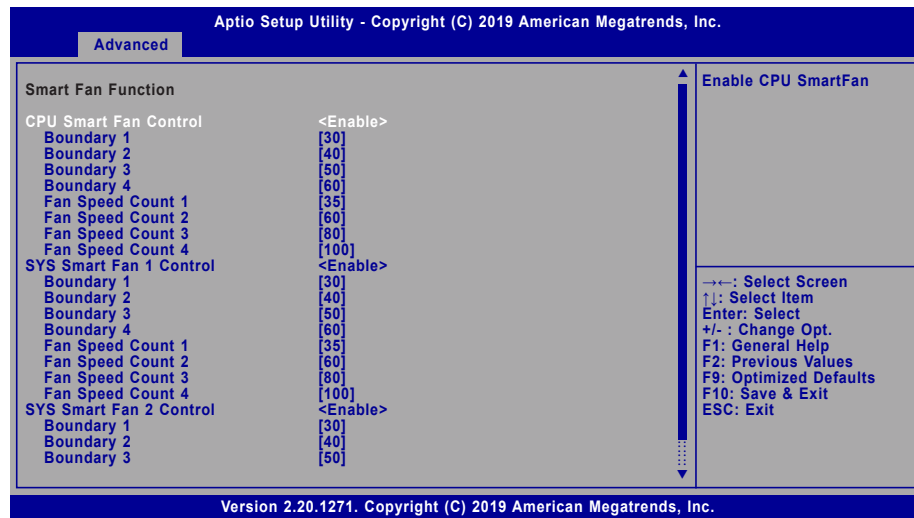 Aptio Setup Utility - Copyright (C) 2019 American Megatrends, Inc.
Advanced
Smart Fan Function
CPU Smart Fan Control <Enable>
Boundary 1 [30]
Boundary 2 [40]
Boundary 3 [50]
Boundary 4 [60]
Fan Speed Count 1 [35]
Fan Speed Count 2 [60]
Fan Speed Count 3 [80]
Fan Speed Count 4 [100]
SYS Smart Fan 1 Control <Enable>
Boundary 1 [30]
Boundary 2 [40]
Boundary 3 [50]
Boundary 4 [60]
Fan Speed Count 1 [35]
Fan Speed Count 2 [60]
Fan Speed Count 3 [80]
Fan Speed Count 4 [100]
SYS Smart Fan 2 Control <Enable>
Boundary 1 [30]
Boundary 2 [40]
Boundary 3 [50]
Enable CPU SmartFan
→←: Select Screen
↑↓: Select Item
Enter: Select
+/- : Change Opt.
F1: General Help
F2: Previous Values
F9: Optimized Defaults
F10: Save & Exit
ESC: Exit
Version 2.20.1271. Copyright (C) 2019 American Megatrends, Inc.